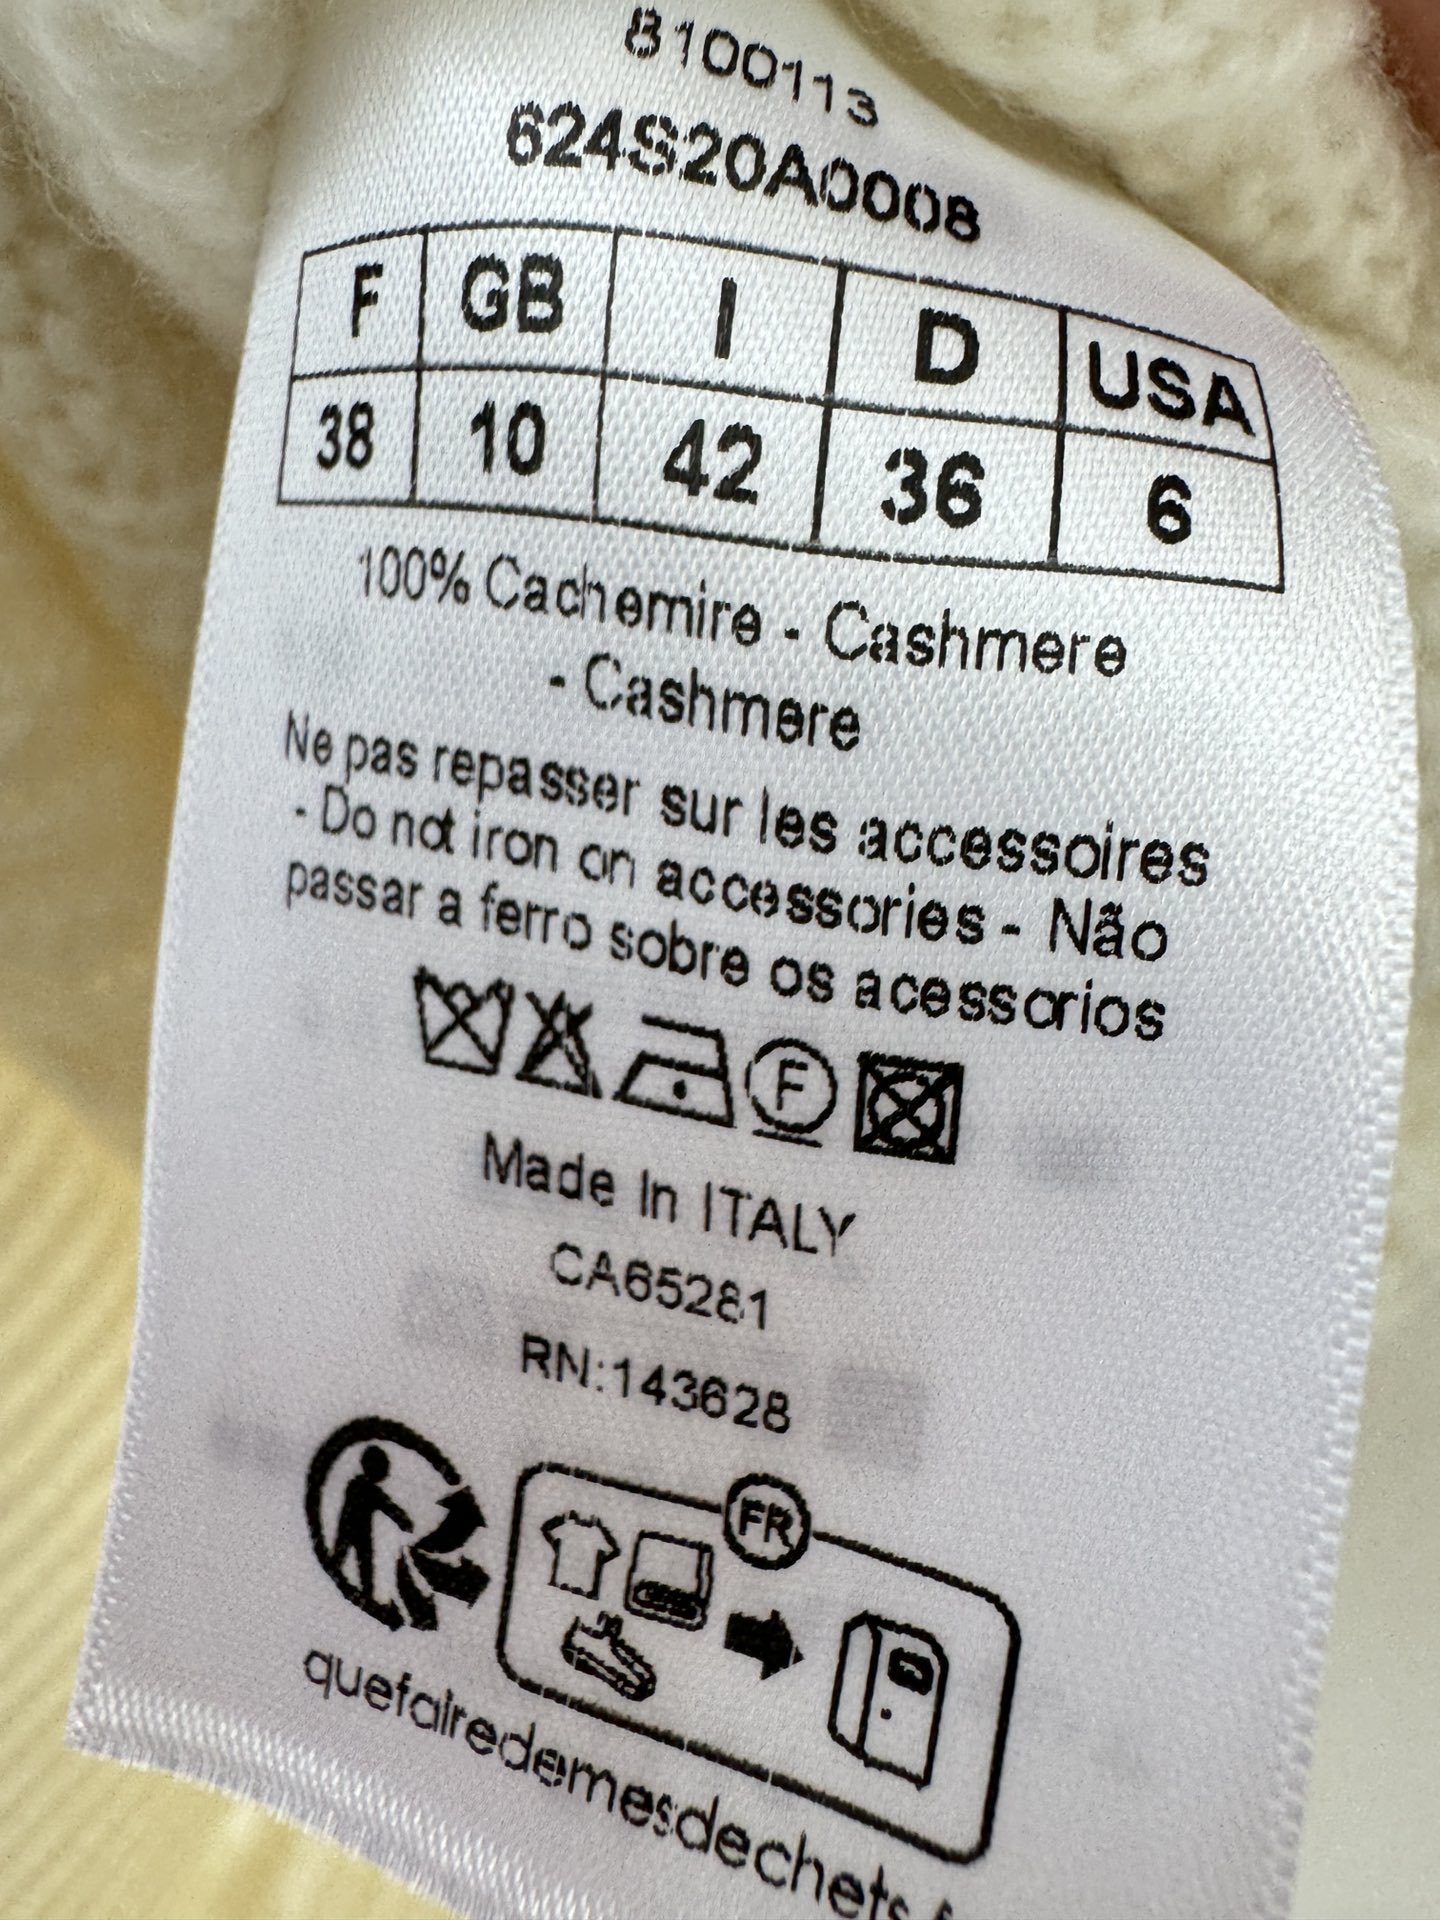 8100113
624S20A0008
F GB I D USA
38 10 42 36 6
100% Cachemire - Cashmere
- Cashmere
Ne pas repasser sur les accessoires
- Do not iron on accessories - Não
passar a ferro sobre os acessorios
F
Made In ITALY
CA65281
RN:143628
FR
quefairedemesdechets.f